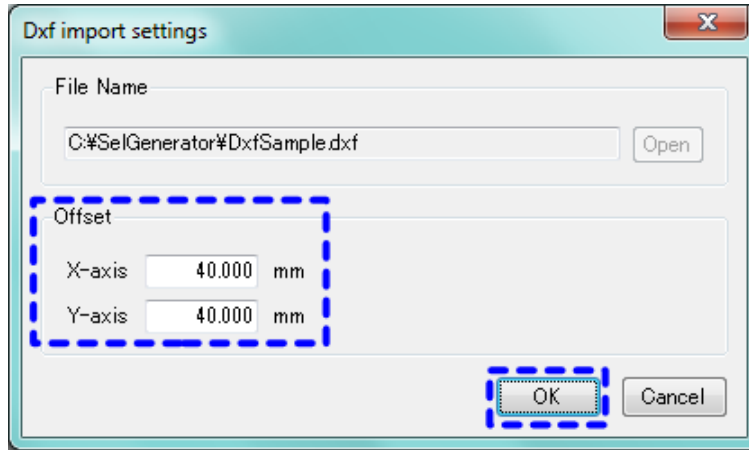 Dxf import settings
File Name
C:¥SelGenerator¥DxfSample.dxf
Open
Offset
X-axis 40.000 mm
Y-axis 40.000 mm
OK Cancel